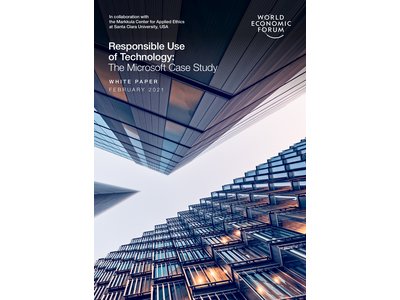 In collaboration with
the Markkula Center for Applied Ethics
at Santa Clara University, USA
WORLD
ECONOMIC
FORUM
Responsible Use
of Technology:
The Microsoft Case Study
WHITE PAPER
FEBRUARY 2021